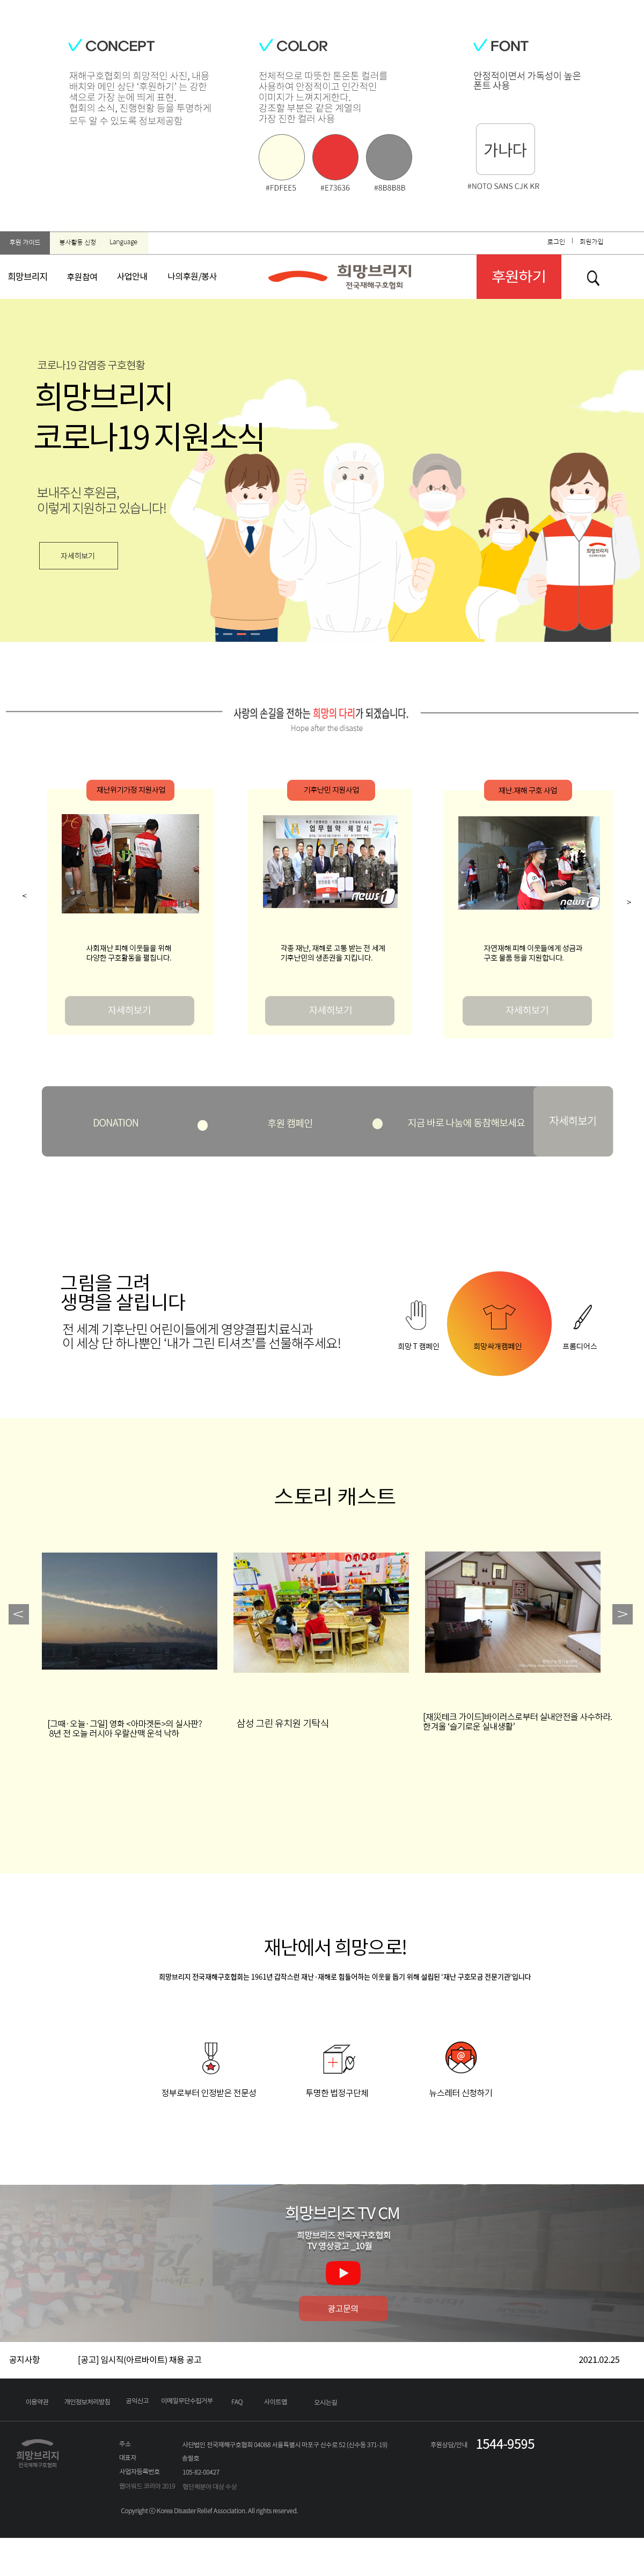 CONCEPT
재해구호협회의 희망적인 사진, 내용
배치와 메인 상단 ‘후원하기’ 는 강한
색으로 가장 눈에 띄게 표현.
협회의 소식, 진행현황 등을 투명하게
모두 알 수 있도록 정보제공함
COLOR
전체적으로 따뜻한 톤온톤 컬러를
사용하여 안정적이고 인간적인
이미지가 느껴지게한다.
강조할 부분은 같은 계열의
가장 진한 컬러 사용
#FDFEE5
#E73636
#8B8B8B
FONT
안정적이면서 가독성이 높은
폰트 사용
가나다
#NOTO SANS CJK KR
후원 가이드
봉사활동 신청
Language
로그인
회원가입
희망브리지
후원참여
사업안내
나의후원/봉사
희망브리지
전국재해구호협회
후원하기
코로나19 감염증 구호현황
희망브리지
코로나19 지원소식
보내주신 후원금,
이렇게 지원하고 있습니다!
자세히보기
희망브리지
사랑의 손길을 전하는 희망의 다리가 되겠습니다.
Hope after the disaste
재난위기가정 지원사업
기후난민 지원사업
재난.재해 구호 사업
업무협약 체결식
news1
news1
<
>
사회재난 피해 이웃들을 위해
다양한 구호활동을 펼칩니다.
각종 재난, 재해로 고통 받는 전 세계
기후난민의 생존권을 지킵니다.
자연재해 피해 이웃들에게 성금과
구호 물품 등을 지원합니다.
자세히보기
자세히보기
자세히보기
DONATION
후원 캠페인
지금 바로 나눔에 동참해보세요
자세히보기
그림을 그려
생명을 살립니다
전 세계 기후난민 어린이들에게 영양결핍치료식과
이 세상 단 하나뿐인 ‘내가 그린 티셔츠’를 선물해주세요!
희망 T 캠페인
희망싸개캠페인
프롬디어스
스토리 캐스트
<
>
[그때·오늘·그일] 영화 <아마겟돈>의 실사판?
8년 전 오늘 러시아 우랄산맥 운석 낙하
삼성 그린 유치원 기탁식
[재災테크 가이드]바이러스로부터 실내안전을 사수하라.
한겨울 ‘슬기로운 실내생활’
재난에서 희망으로!
희망브리지 전국재해구호협회는 1961년 갑작스런 재난·재해로 힘들어하는 이웃을 돕기 위해 설립된 ‘재난 구호모금 전문기관’입니다
정부로부터 인정받은 전문성
투명한 법정구단체
뉴스레터 신청하기
희망브리즈 TV CM
희망브리즈 전국재구호협회
TV 영상광고 _10월
광고문의
공지사항
[공고] 임시직(아르바이트) 채용 공고
2021.02.25
이용약관
개인정보처리방침
공익신고
이메일무단수집거부
FAQ
사이트맵
오시는길
희망브리지
전국재해구호협회
주소
사단법인 전국재해구호협회 04088 서울특별시 마포구 신수로 52 (신수동 371-19)
후원상담/안내
1544-9595
대표자
송필호
사업자등록번호
105-82-00427
웹어워드 코리아 2019
협단체분야 대상 수상
Copyright ⓒ Korea Disaster Relief Association. All rights reserved.